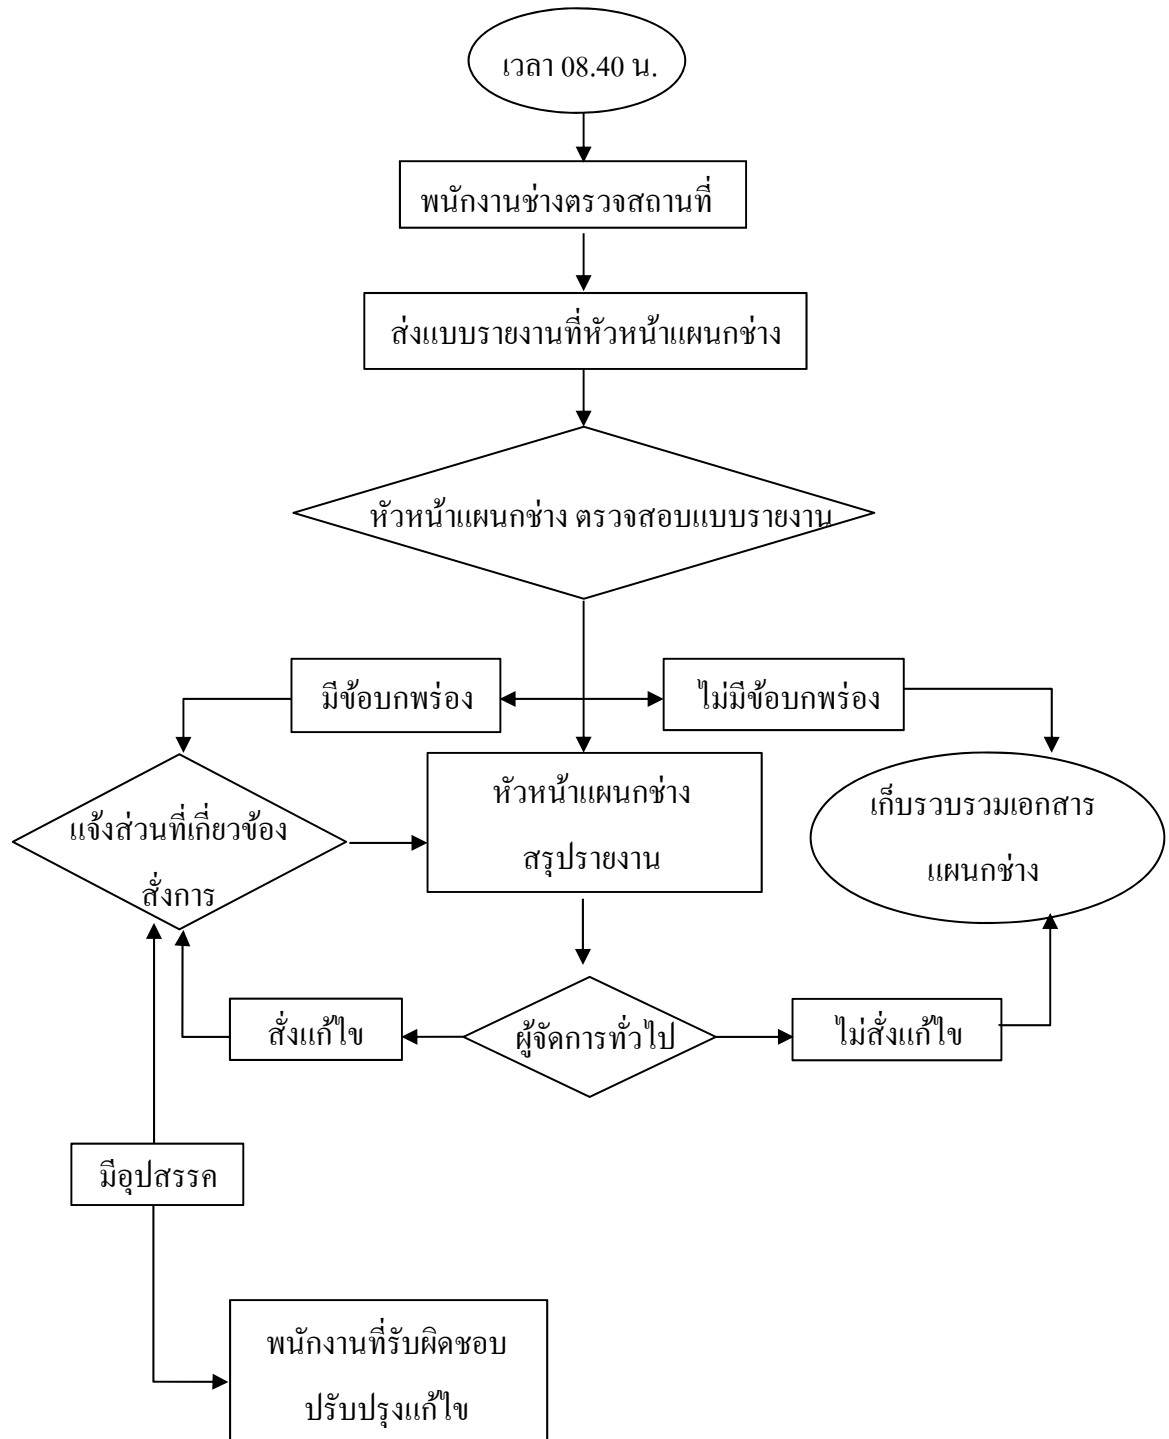 เวลา 08.40 น.
พนักงานช่างตรวจสถานที่
ส่งแบบรายงานที่หัวหน้าแผนกช่าง
หัวหน้าแผนกช่าง ตรวจสอบแบบรายงาน
มีข้อบกพร่อง
ไม่มีข้อบกพร่อง
แจ้งส่วนที่เกี่ยวข้อง
สั่งการ
หัวหน้าแผนกช่าง
สรุปรายงาน
เก็บรวบรวมเอกสาร
แผนกช่าง
สั่งแก้ไข
ผู้จัดการทั่วไป
ไม่สั่งแก้ไข
มีอุปสรรค
พนักงานที่รับผิดชอบ
ปรับปรุงแก้ไข